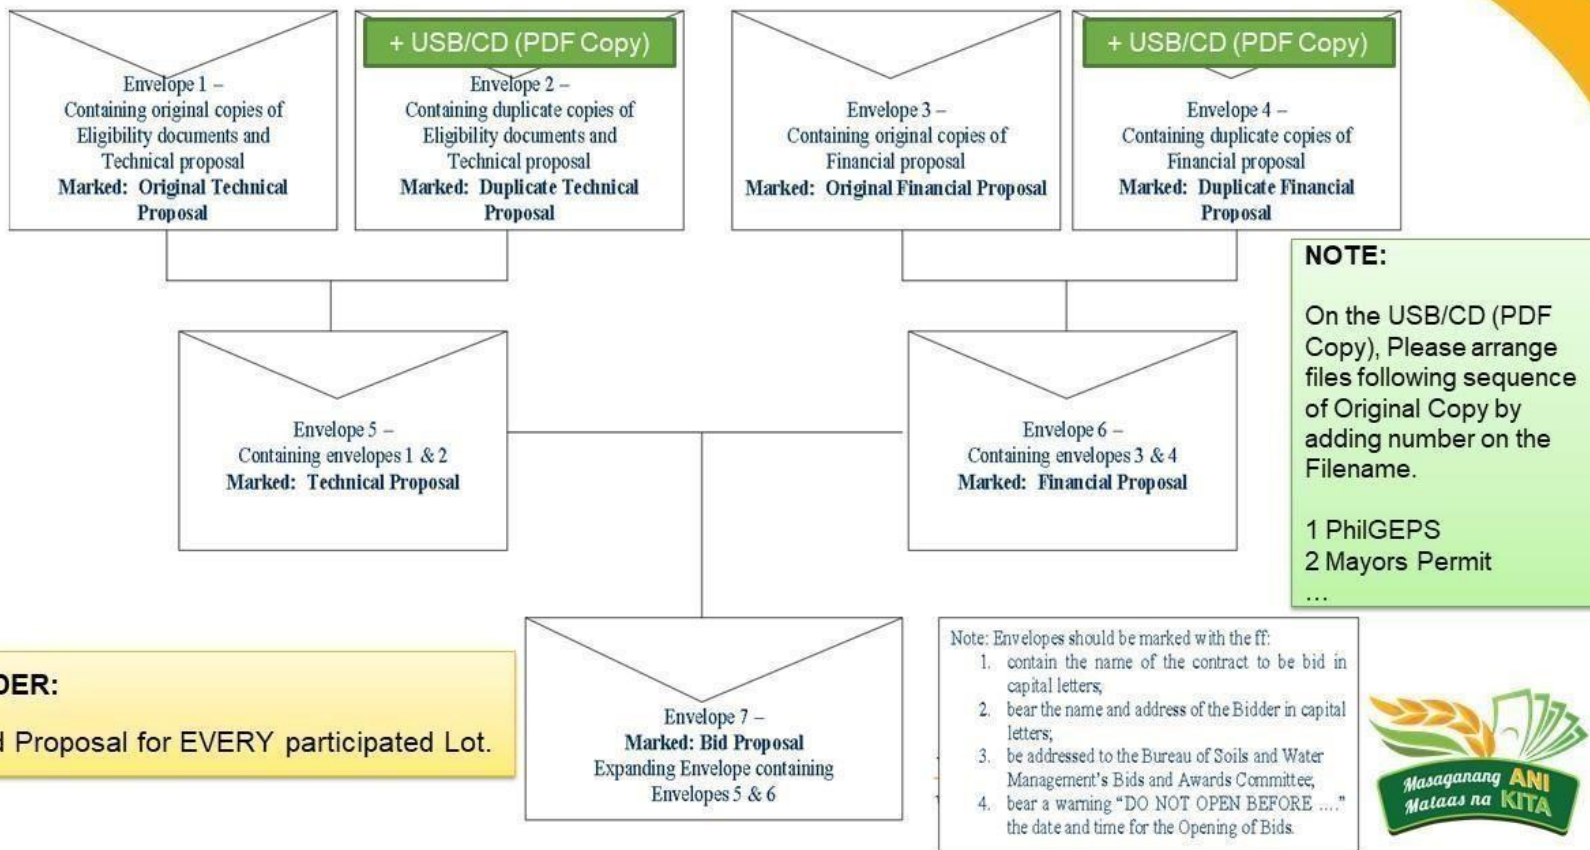 + USB/CD (PDF Copy)
Envelope 1 –
Containing original copies of
Eligibility documents and
Technical proposal
Marked: Original Technical
Proposal
Envelope 2 –
Containing duplicate copies of
Eligibility documents and
Technical proposal
Marked: Duplicate Technical
Proposal
Envelope 3 –
Containing original copies of
Financial proposal
Marked: Original Financial Proposal
+ USB/CD (PDF Copy)
Envelope 4 –
Containing duplicate copies of
Financial proposal
Marked: Duplicate Financial
Proposal
NOTE:
On the USB/CD (PDF
Copy), Please arrange
files following sequence
of Original Copy by
adding number on the
Filename.
1 PhilGEPS
2 Mayors Permit
...
Envelope 5 –
Containing envelopes 1 & 2
Marked: Technical Proposal
Envelope 6 –
Containing envelopes 3 & 4
Marked: Financial Proposal
DER:
Proposal for EVERY participated Lot.
Envelope 7 –
Marked: Bid Proposal
Expanding Envelope containing
Envelopes 5 & 6
Note: Envelopes should be marked with the ff:
1. contain the name of the contract to be bid in
capital letters;
2. bear the name and address of the Bidder in capital
letters;
3. be addressed to the Bureau of Soils and Water
Management's Bids and Awards Committee;
4. bear a warning “DO NOT OPEN BEFORE ....”
the date and time for the Opening of Bids.
Masaganang ANI
Mataas na KITA